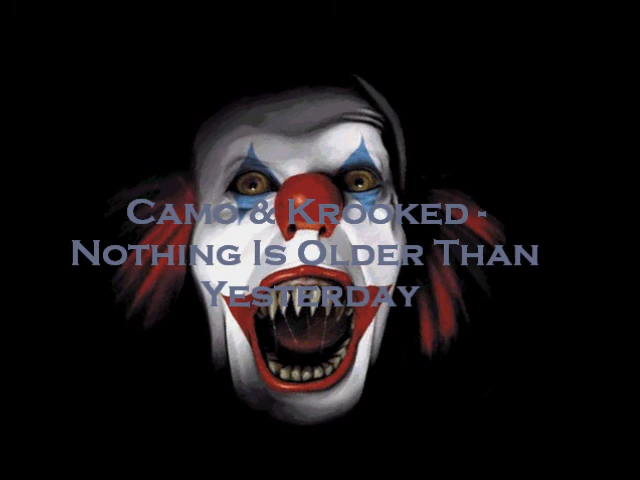 Camo & Krooked -
Nothing Is Older Than
Yesterday